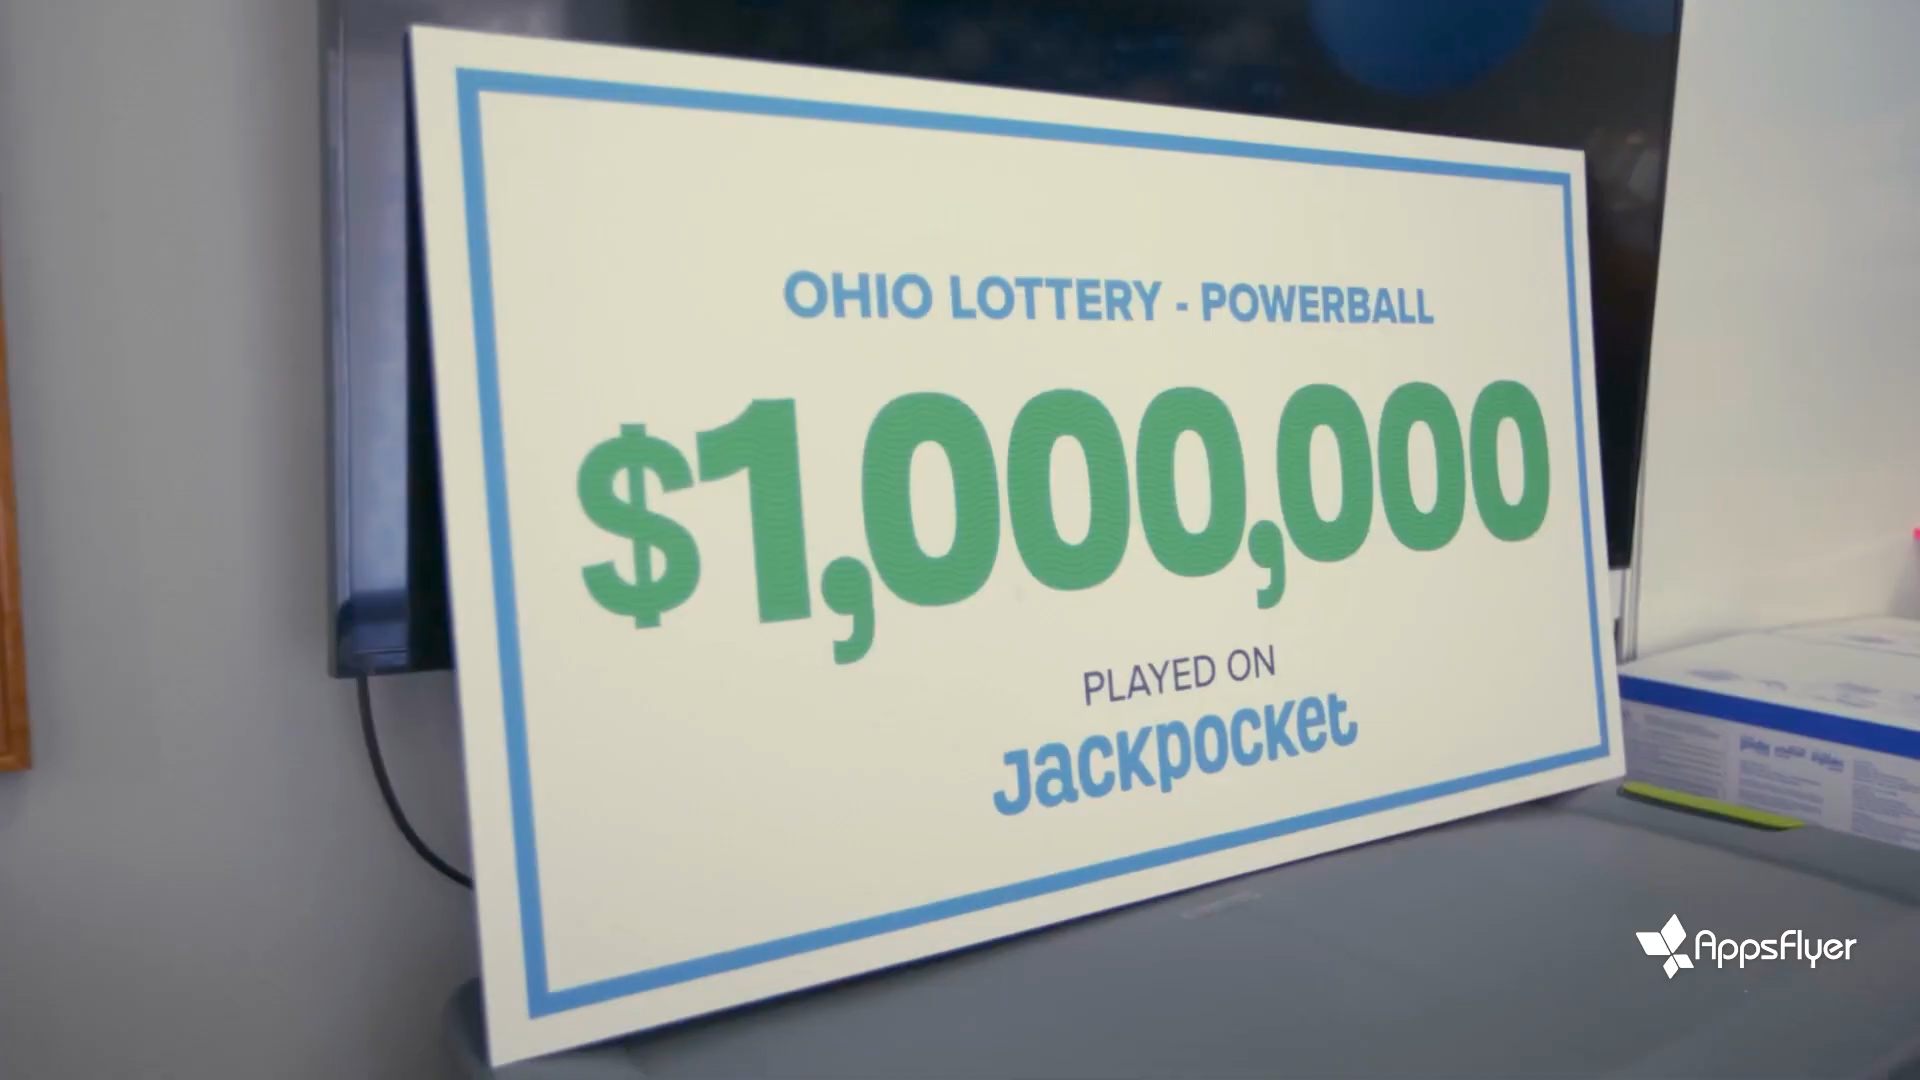 OHIO LOTTERY - POWERBALL
$1,000,000
PLAYED ON
Jackpocket
AppsFlyer